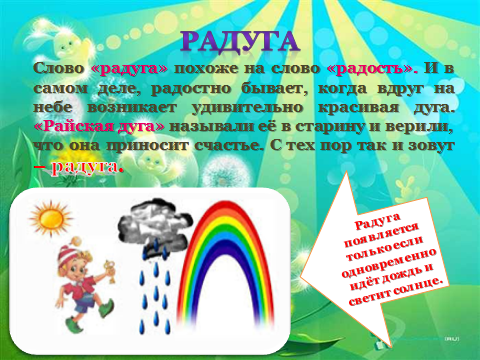 РАДУГА
Слово «радуга» похоже на слово «радость». И в
самом деле, радостно бывает, когда вдруг на
небе возникает удивительно красивая дуга.
«Райская дуга» называли её в старину и верили,
что она приносит счастье. С тех пор так и зовут
– радуга.
Радуга
появляется
только если
одновременно
идёт дождь и
светит солнце.